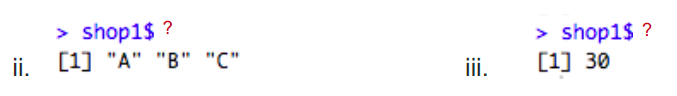 > shop1$ ?
ii. [1] "A" "B" "C"
> shop1$ ?
iii. [1] 30